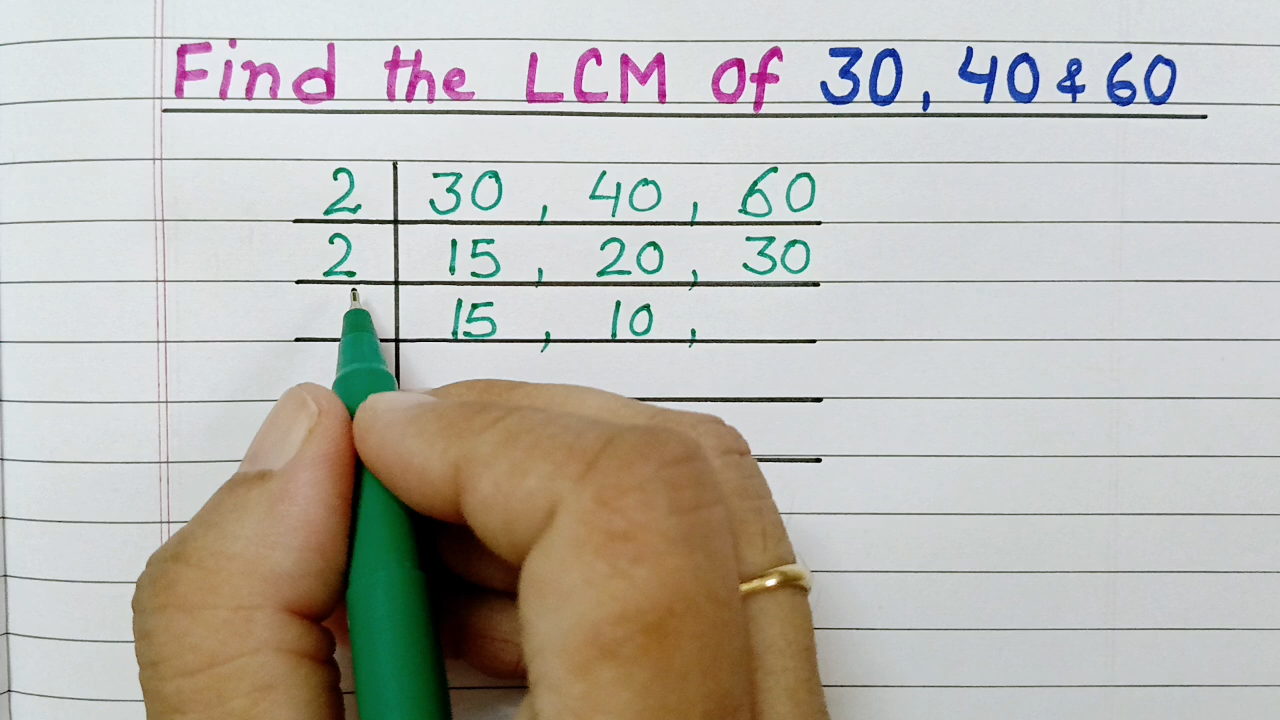 Find the LCM of 30, 40 & 60
2 30 , 40 , 60
2 15 , 20 , 30
15 , 10 ,